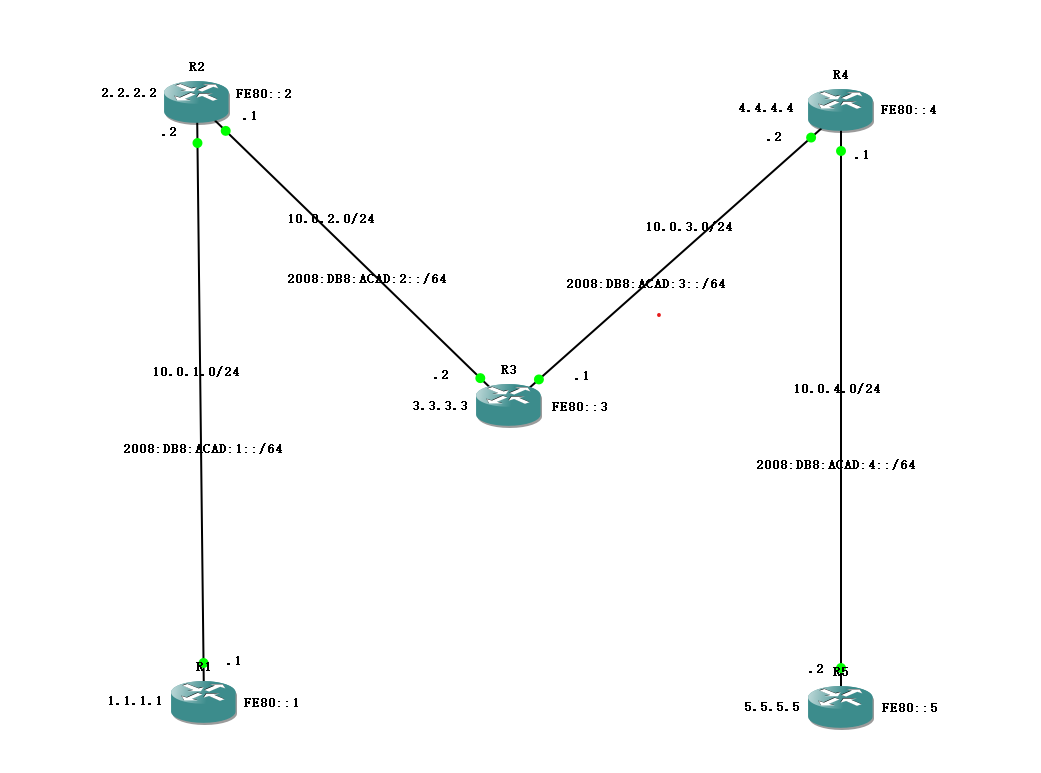 R2
2.2.2.2
FE80::2
.1
.2
R4
4.4.4.4
FE80::4
.2
.1
10.0.2.0/24
10.0.3.0/24
2008:DB8:ACAD:2::/64
2008:DB8:ACAD:3::/64
10.0.1.0/24
.2
R3
.1
3.3.3.3
FE80::3
10.0.4.0/24
2008:DB8:ACAD:1::/64
2008:DB8:ACAD:4::/64
R1
.1
1.1.1.1
FE80::1
.2
R5
5.5.5.5
FE80::5